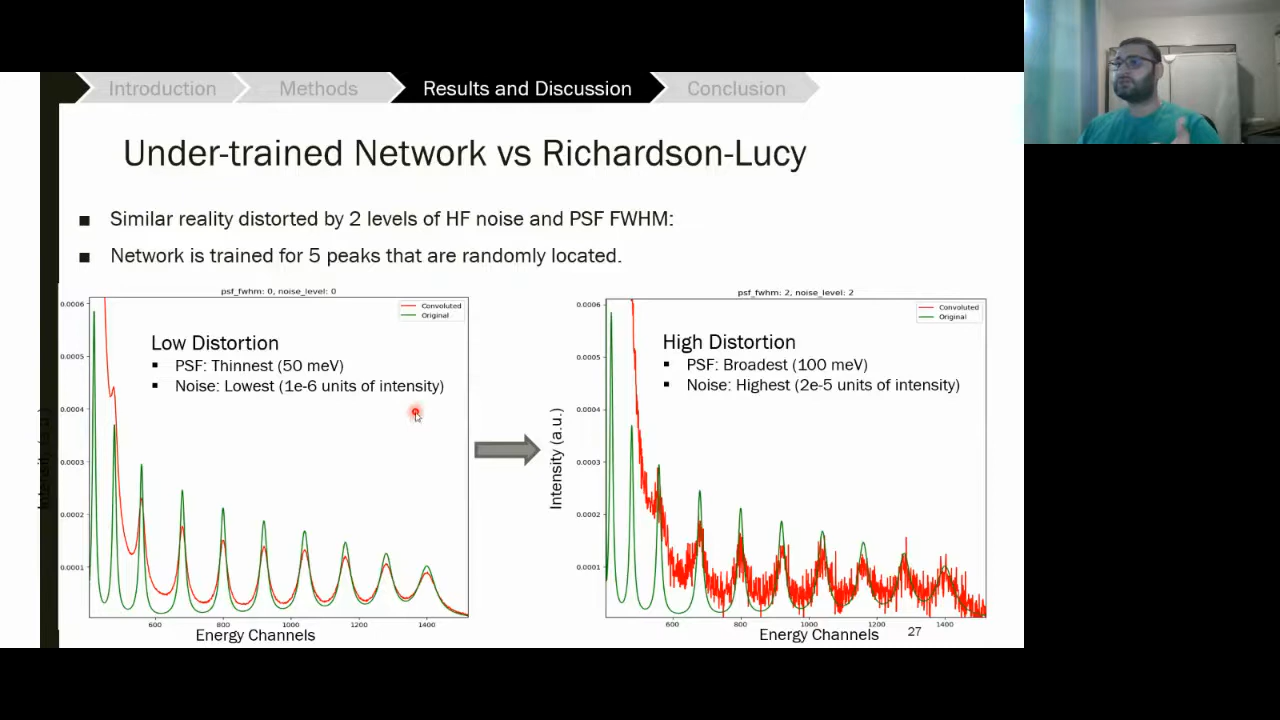 Introduction
Methods
Results and Discussion
Conclusion
Under-trained Network vs Richardson-Lucy
■ Similar reality distorted by 2 levels of HF noise and PSF FWHM:
■ Network is trained for 5 peaks that are randomly located.
psf_fwhm: 0, noise_level: 0
Convoluted
Original
Low Distortion
▪ PSF: Thinnest (50 meV)
▪ Noise: Lowest (1e-6 units of intensity)
0.0006
0.0005
0.0004
0.0003
0.0002
0.0001
Intensity (a.u.)
600 800 1000 1200 1400
Energy Channels
psf_fwhm: 2, noise_level: 2
Convoluted
Original
High Distortion
▪ PSF: Broadest (100 meV)
▪ Noise: Highest (2e-5 units of intensity)
0.0006
0.0005
0.0004
0.0003
0.0002
0.0001
Intensity (a.u.)
600 800 1000 1200 1400
Energy Channels
27